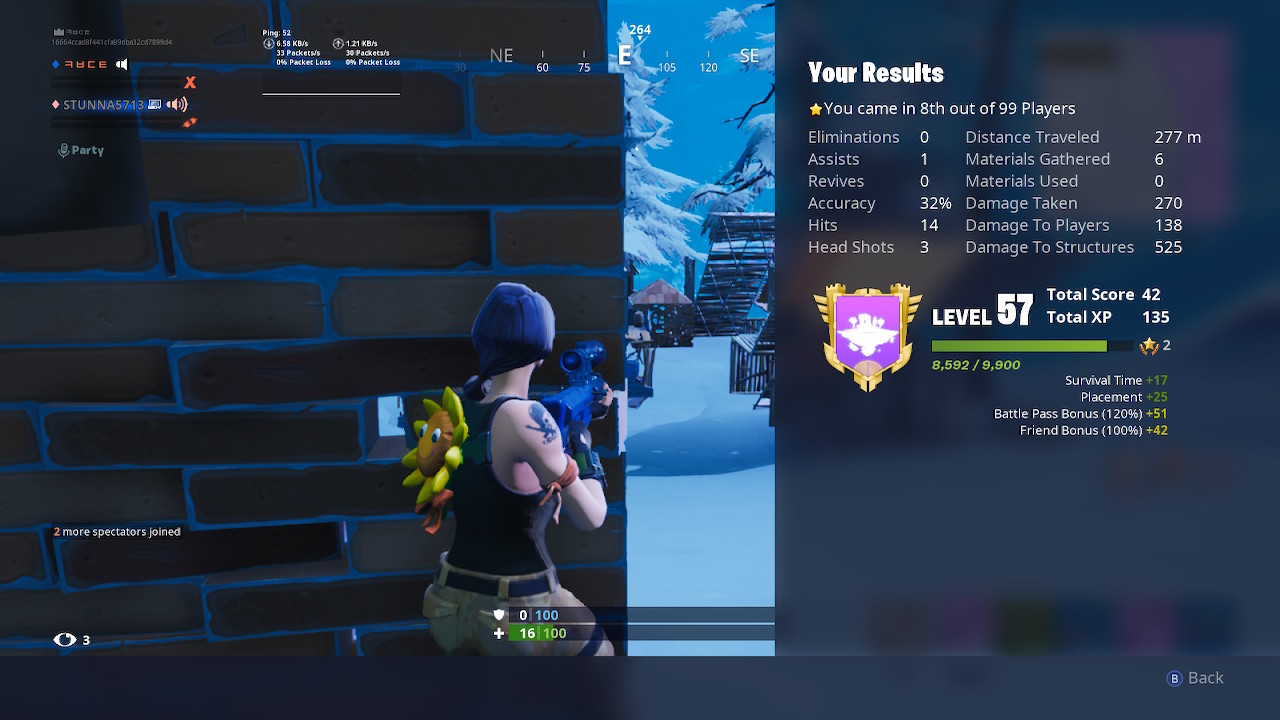 ㅋㅂㄷㅌ
16664ccad8f441cfa99dba32cd7899d4
ㅋㅂㄷㅌ
X
STUNNA5713
Party
Ping: 52
6.58 KB/s 1.21 KB/s
33 Packets/s 30 Packets/s
0% Packet Loss 0% Packet Loss
264
30 NE 60 75 E 105 120 SE
2 more spectators joined
3
0 100
16 100
Your Results
You came in 8th out of 99 Players
Eliminations 0 Distance Traveled 277 m
Assists 1 Materials Gathered 6
Revives 0 Materials Used 0
Accuracy 32% Damage Taken 270
Hits 14 Damage To Players 138
Head Shots 3 Damage To Structures 525
LEVEL 57
Total Score 42
Total XP 135
2
8,592 / 9,900
Survival Time +17
Placement +25
Battle Pass Bonus (120%) +51
Friend Bonus (100%) +42
B Back